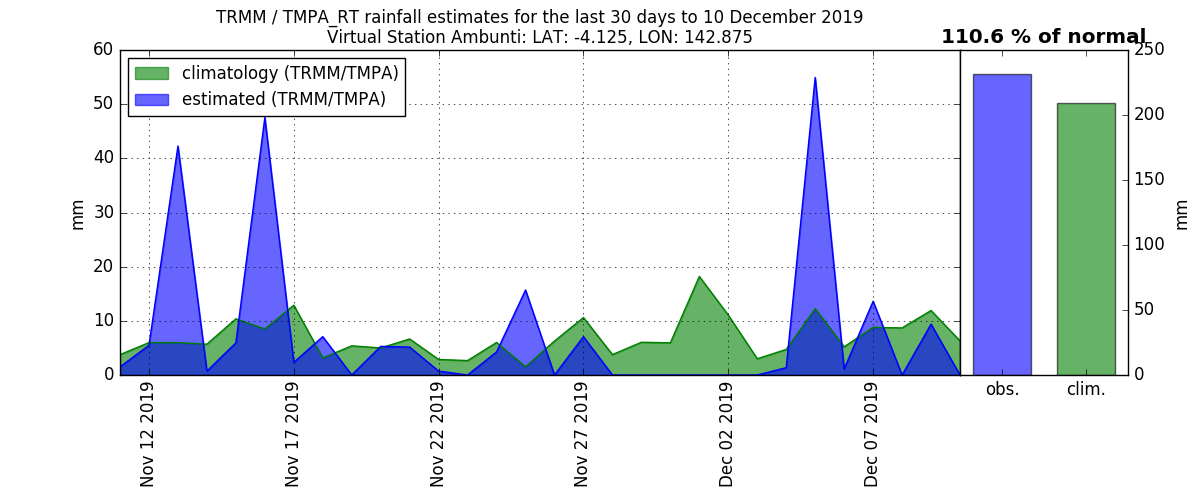 TRMM / TMPA_RT rainfall estimates for the last 30 days to 10 December 2019
Virtual Station Ambunti: LAT: -4.125, LON: 142.875
110.6 % of normal
climatology (TRMM/TMPA)
estimated (TRMM/TMPA)
60
50
40
30
20
10
0
mm
250
200
150
100
50
0
mm
Nov 12 2019
Nov 17 2019
Nov 22 2019
Nov 27 2019
Dec 02 2019
Dec 07 2019
obs.
clim.